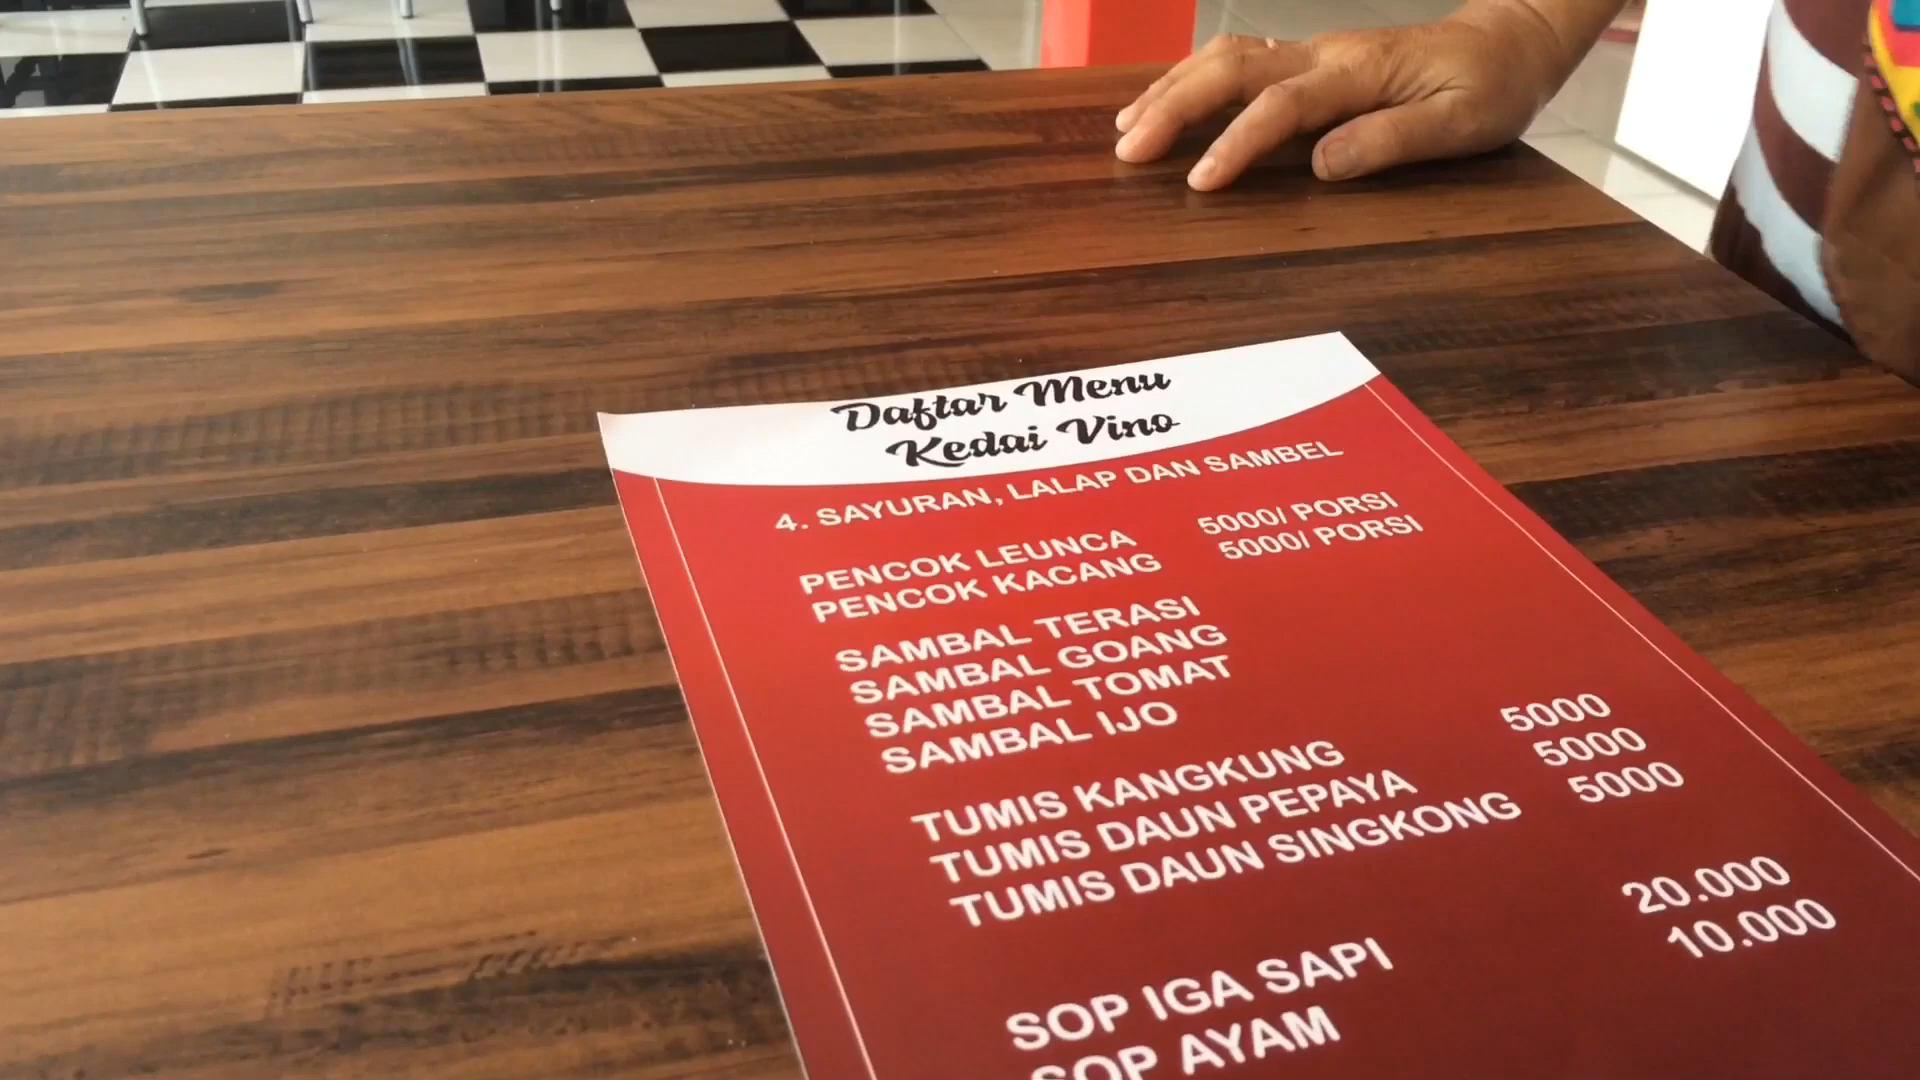 Daftar Menu
Kedai Vino
4. SAYURAN, LALAP DAN SAMBEL
PENCOK LEUNCA 5000/ PORSI
PENCOK KACANG 5000/ PORSI
SAMBAL TERASI
SAMBAL GOANG
SAMBAL TOMAT
SAMBAL IJO
TUMIS KANGKUNG 5000
TUMIS DAUN PEPAYA 5000
TUMIS DAUN SINGKONG 5000
SOP IGA SAPI 20.000
SOP AYAM 10.000